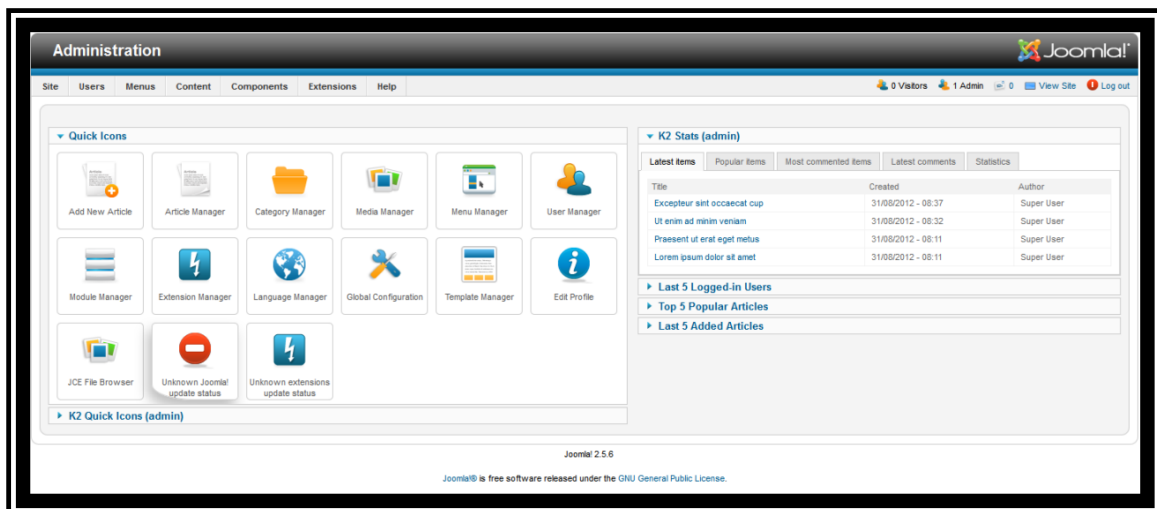 Administration
Joomla!
Site Users Menus Content Components Extensions Help
0 Visitors 1 Admin 0 View Site Log out
Quick Icons
Add New Article Article Manager Category Manager Media Manager Menu Manager User Manager
Module Manager Extension Manager Language Manager Global Configuration Template Manager Edit Profile
JCE File Browser Unknown Joomla! Unknown extensions
update status update status
K2 Quick Icons (admin)
K2 Stats (admin)
Latest items Popular items Most commented items Latest comments Statistics
Title Created Author
Excepteur sint occaecat cup 31/08/2012 - 08:37 Super User
Ut enim ad minim veniam 31/08/2012 - 08:32 Super User
Praesent ut erat eget metus 31/08/2012 - 08:11 Super User
Lorem ipsum dolor sit amet 31/08/2012 - 08:11 Super User
Last 5 Logged-in Users
Top 5 Popular Articles
Last 5 Added Articles
Joomla! 2.5.6
Joomla!® is free software released under the GNU General Public License.